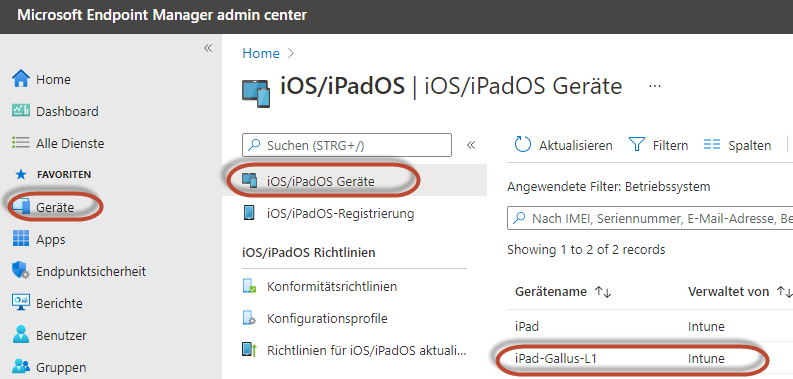 Microsoft Endpoint Manager admin center
«
Home
Dashboard
Alle Dienste
FAVORITEN
Geräte
Apps
Endpunktsicherheit
Berichte
Benutzer
Gruppen
Home >
iOS/iPadOS | iOS/iPadOS Geräte ...
Suchen (STRG+/) «
iOS/iPadOS Geräte
iOS/iPadOS-Registrierung
iOS/iPadOS Richtlinien
Konformitätsrichtlinien
Konfigurationsprofile
Richtlinien für iOS/iPadOS aktuali...
Aktualisieren Filtern Spalten
Angewendete Filter: Betriebssystem
Nach IMEI, Seriennummer, E-Mail-Adresse, Be
Showing 1 to 2 of 2 records
Gerätename ↑↓ Verwaltet von ↑↓
iPad Intune
iPad-Gallus-L1 Intune